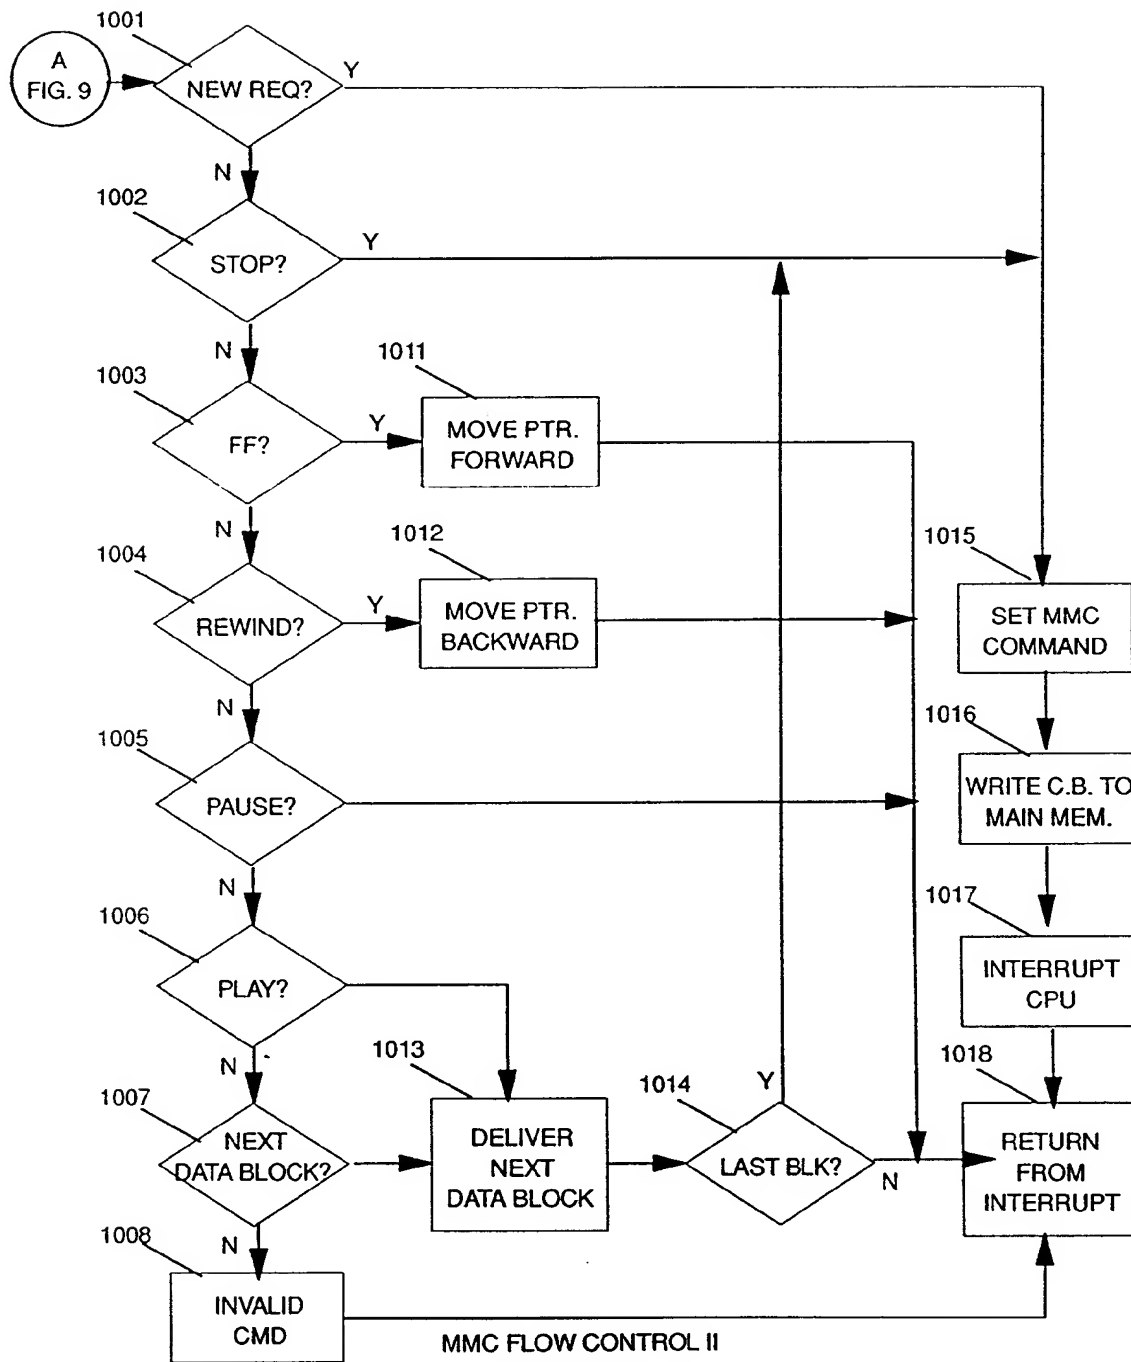 1001
A
FIG. 9
NEW REQ?
Y
N
1002
STOP?
Y
N
1003
FF?
Y
1011
MOVE PTR.
FORWARD
N
1004
REWIND?
Y
1012
MOVE PTR.
BACKWARD
1015
SET MMC
COMMAND
N
1005
PAUSE?
1016
WRITE C.B. TO
MAIN MEM.
N
1006
PLAY?
1017
INTERRUPT
CPU
N
1007
NEXT
DATA BLOCK?
1013
DELIVER
NEXT
DATA BLOCK
Y
1014
LAST BLK?
N
1018
RETURN
FROM
INTERRUPT
N
1008
INVALID
CMD
MMC FLOW CONTROL II